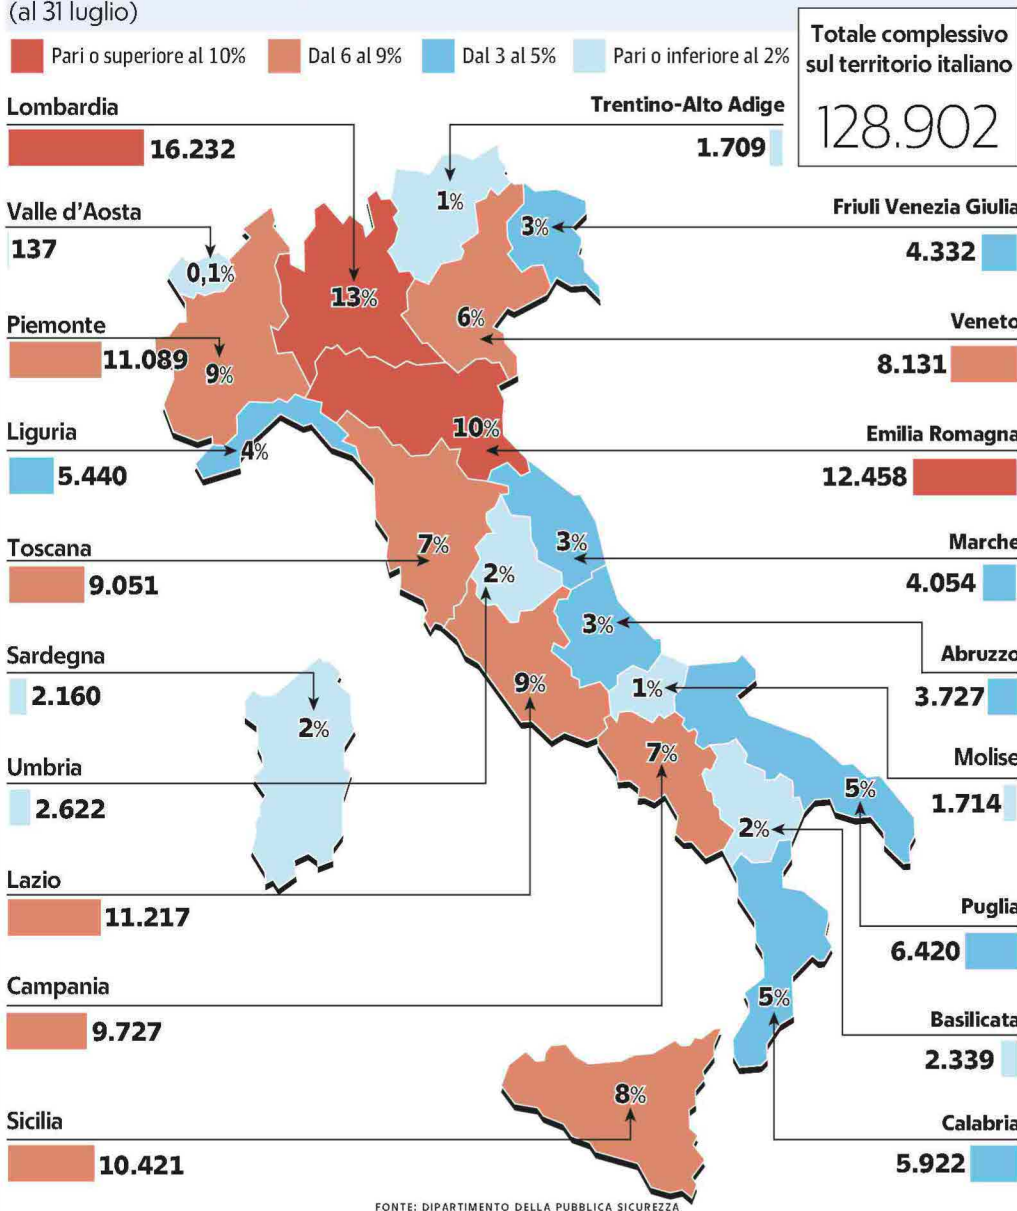 (al 31 luglio)
Pari o superiore al 10%
Dal 6 al 9%
Dal 3 al 5%
Pari o inferiore al 2%
Totale complessivo
sul territorio italiano
128.902
Lombardia
16.232
Trentino-Alto Adige
1.709
Valle d'Aosta
137
Friuli Venezia Giulia
4.332
Piemonte
11.089
Veneto
8.131
Liguria
5.440
Emilia Romagna
12.458
Toscana
9.051
Marche
4.054
Sardegna
2.160
Abruzzo
3.727
Umbria
2.622
Molise
1.714
Lazio
11.217
Puglia
6.420
Campania
9.727
Basilicata
2.339
Sicilia
10.421
Calabria
5.922
1%
3%
0,1%
13%
6%
9%
10%
4%
7%
3%
2%
3%
9%
1%
2%
7%
5%
2%
5%
8%
FONTE: DIPARTIMENTO DELLA PUBBLICA SICUREZZA